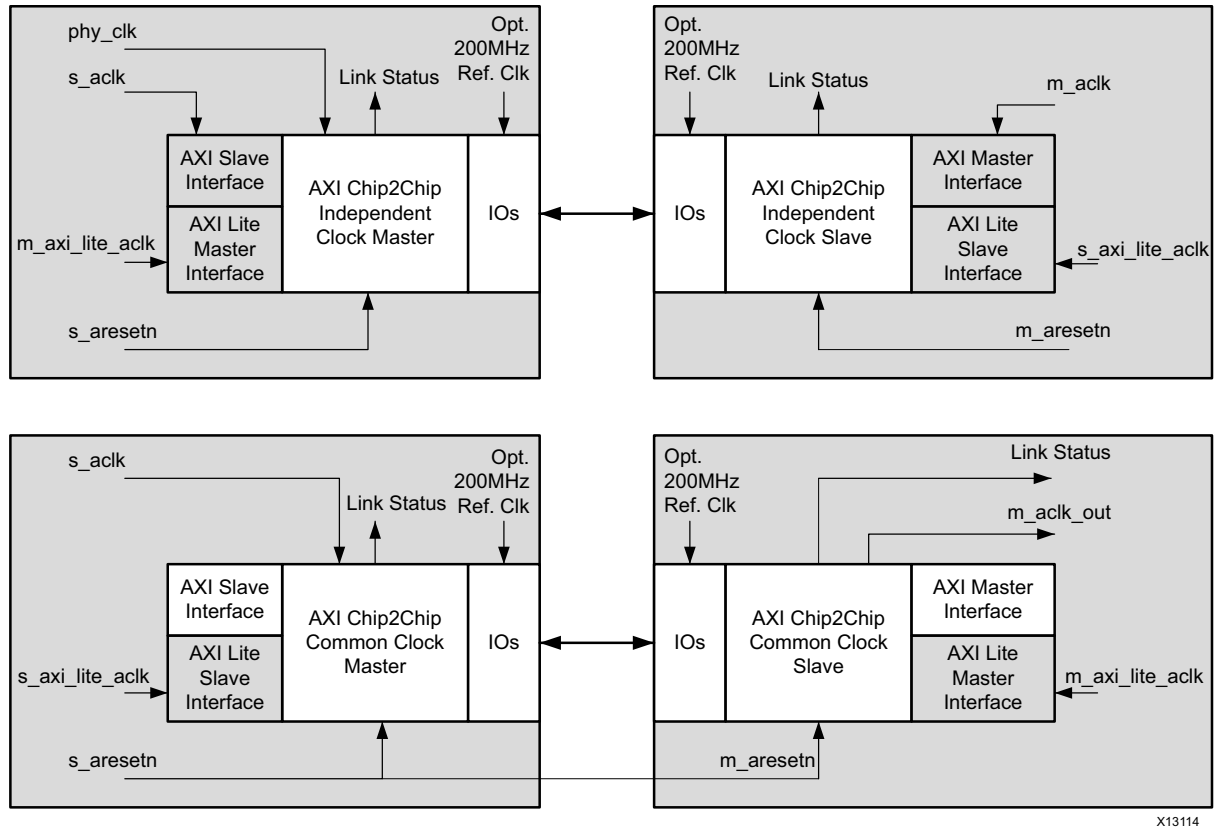 phy_clk
s_aclk
Link Status
Opt.
200MHz
Ref. Clk
AXI Slave
Interface
AXI Lite
Master
Interface
AXI Chip2Chip
Independent
Clock Master
IOs
m_axi_lite_aclk
s_aresetn
Opt.
200MHz
Ref. Clk
Link Status
m_aclk
IOs
AXI Chip2Chip
Independent
Clock Slave
AXI Master
Interface
AXI Lite
Slave
Interface
s_axi_lite_aclk
m_aresetn
s_aclk
Link Status
Opt.
200MHz
Ref. Clk
AXI Slave
Interface
AXI Lite
Slave
Interface
AXI Chip2Chip
Common Clock
Master
IOs
s_axi_lite_aclk
s_aresetn
Opt.
200MHz
Ref. Clk
Link Status
m_aclk_out
IOs
AXI Chip2Chip
Common Clock
Slave
AXI Master
Interface
AXI Lite
Master
Interface
m_axi_lite_aclk
m_aresetn
X13114